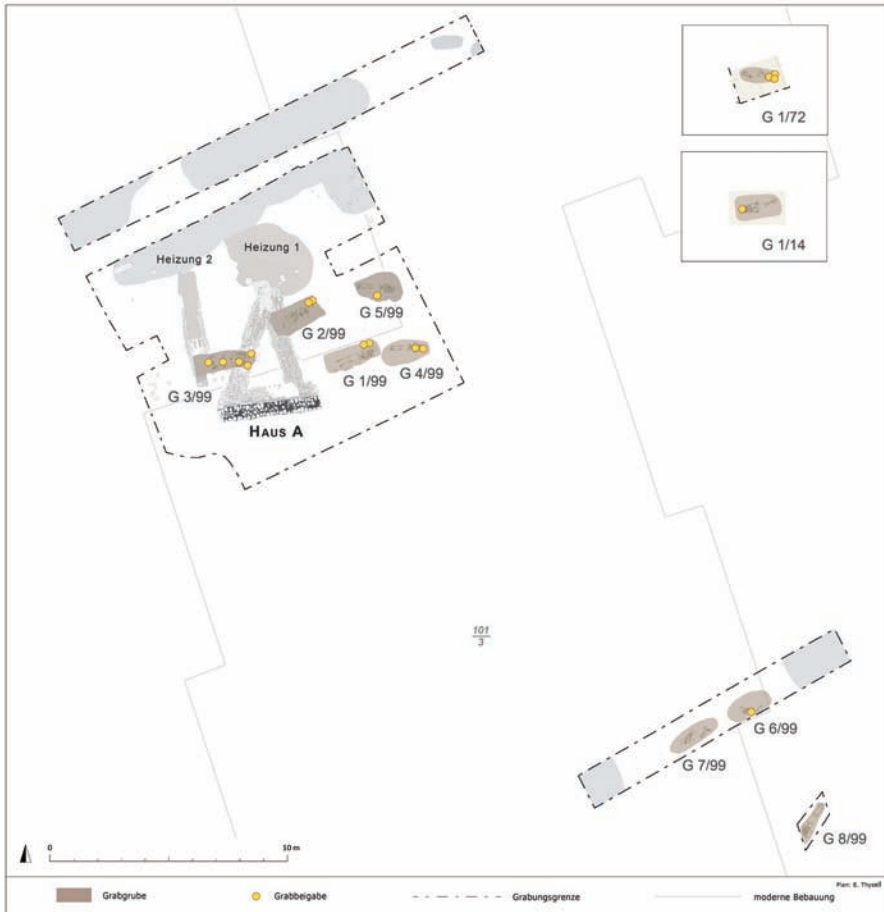 G 1/72
G 1/14
Heizung 2
Heizung 1
G 5/99
G 2/99
G 1/99
G 4/99
G 3/99
HAUS A
101
3
G 6/99
G 7/99
G 8/99
0
10 m
Plan: E. Thysell
Grabgrube
Grabbeigabe
Grabungsgrenze
moderne Bebauung